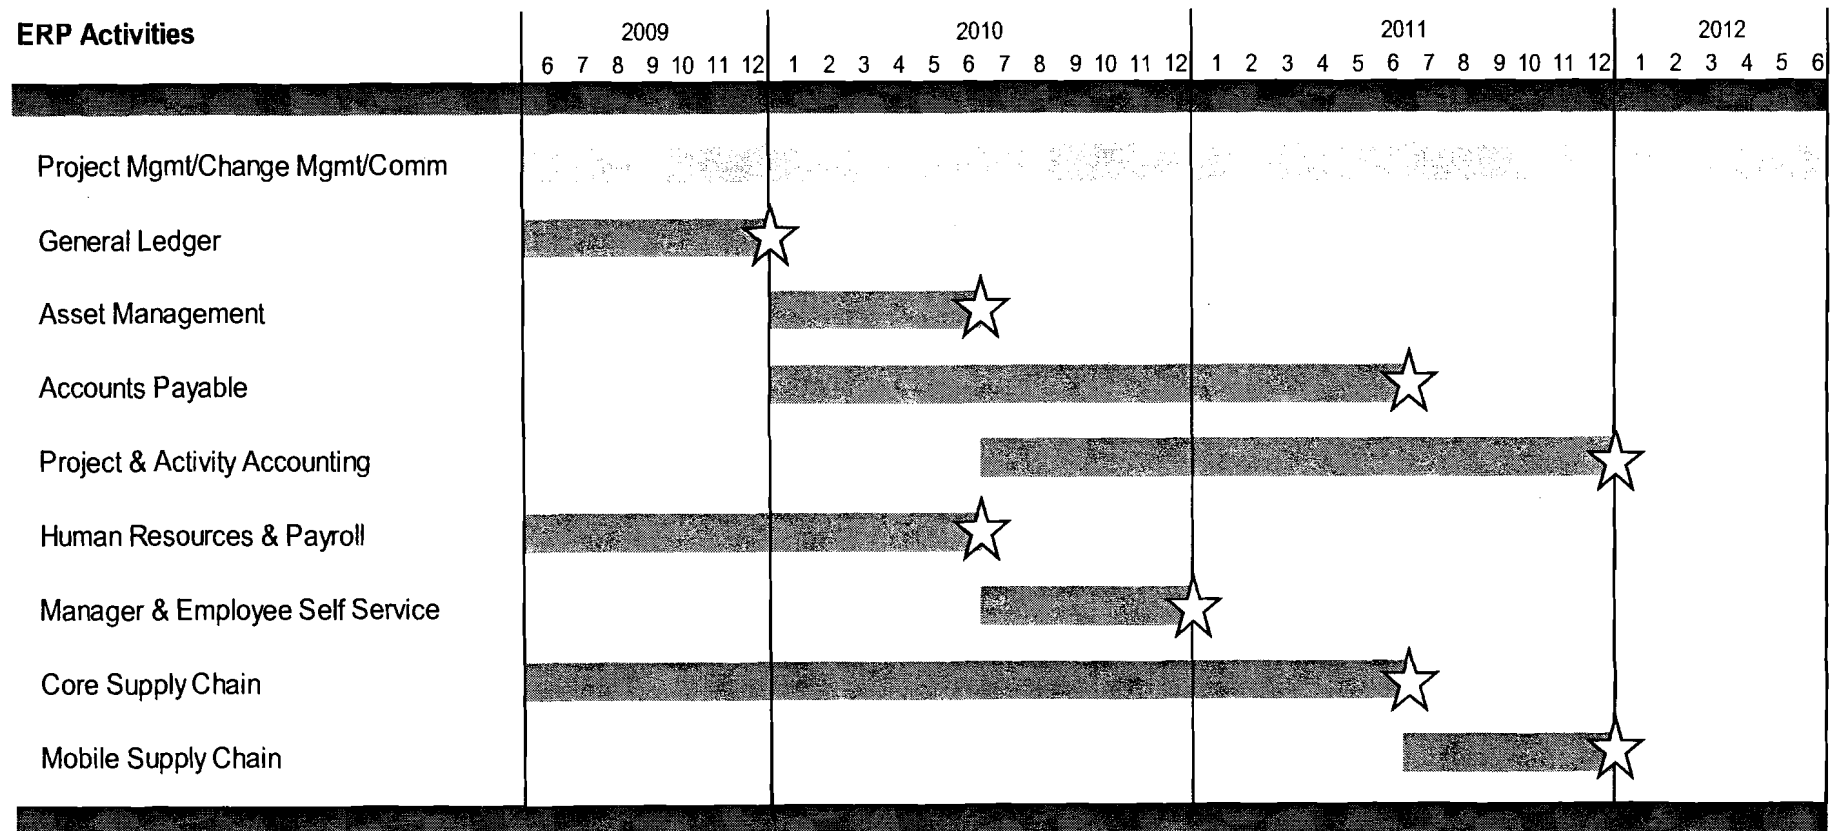 ERP Activities
2009 2010 2011 2012
6 7 8 9 10 11 12 1 2 3 4 5 6 7 8 9 10 11 12 1 2 3 4 5 6 7 8 9 10 11 12 1 2 3 4 5 6
Project Mgmt/Change Mgmt/Comm
General Ledger
Asset Management
Accounts Payable
Project & Activity Accounting
Human Resources & Payroll
Manager & Employee Self Service
Core Supply Chain
Mobile Supply Chain